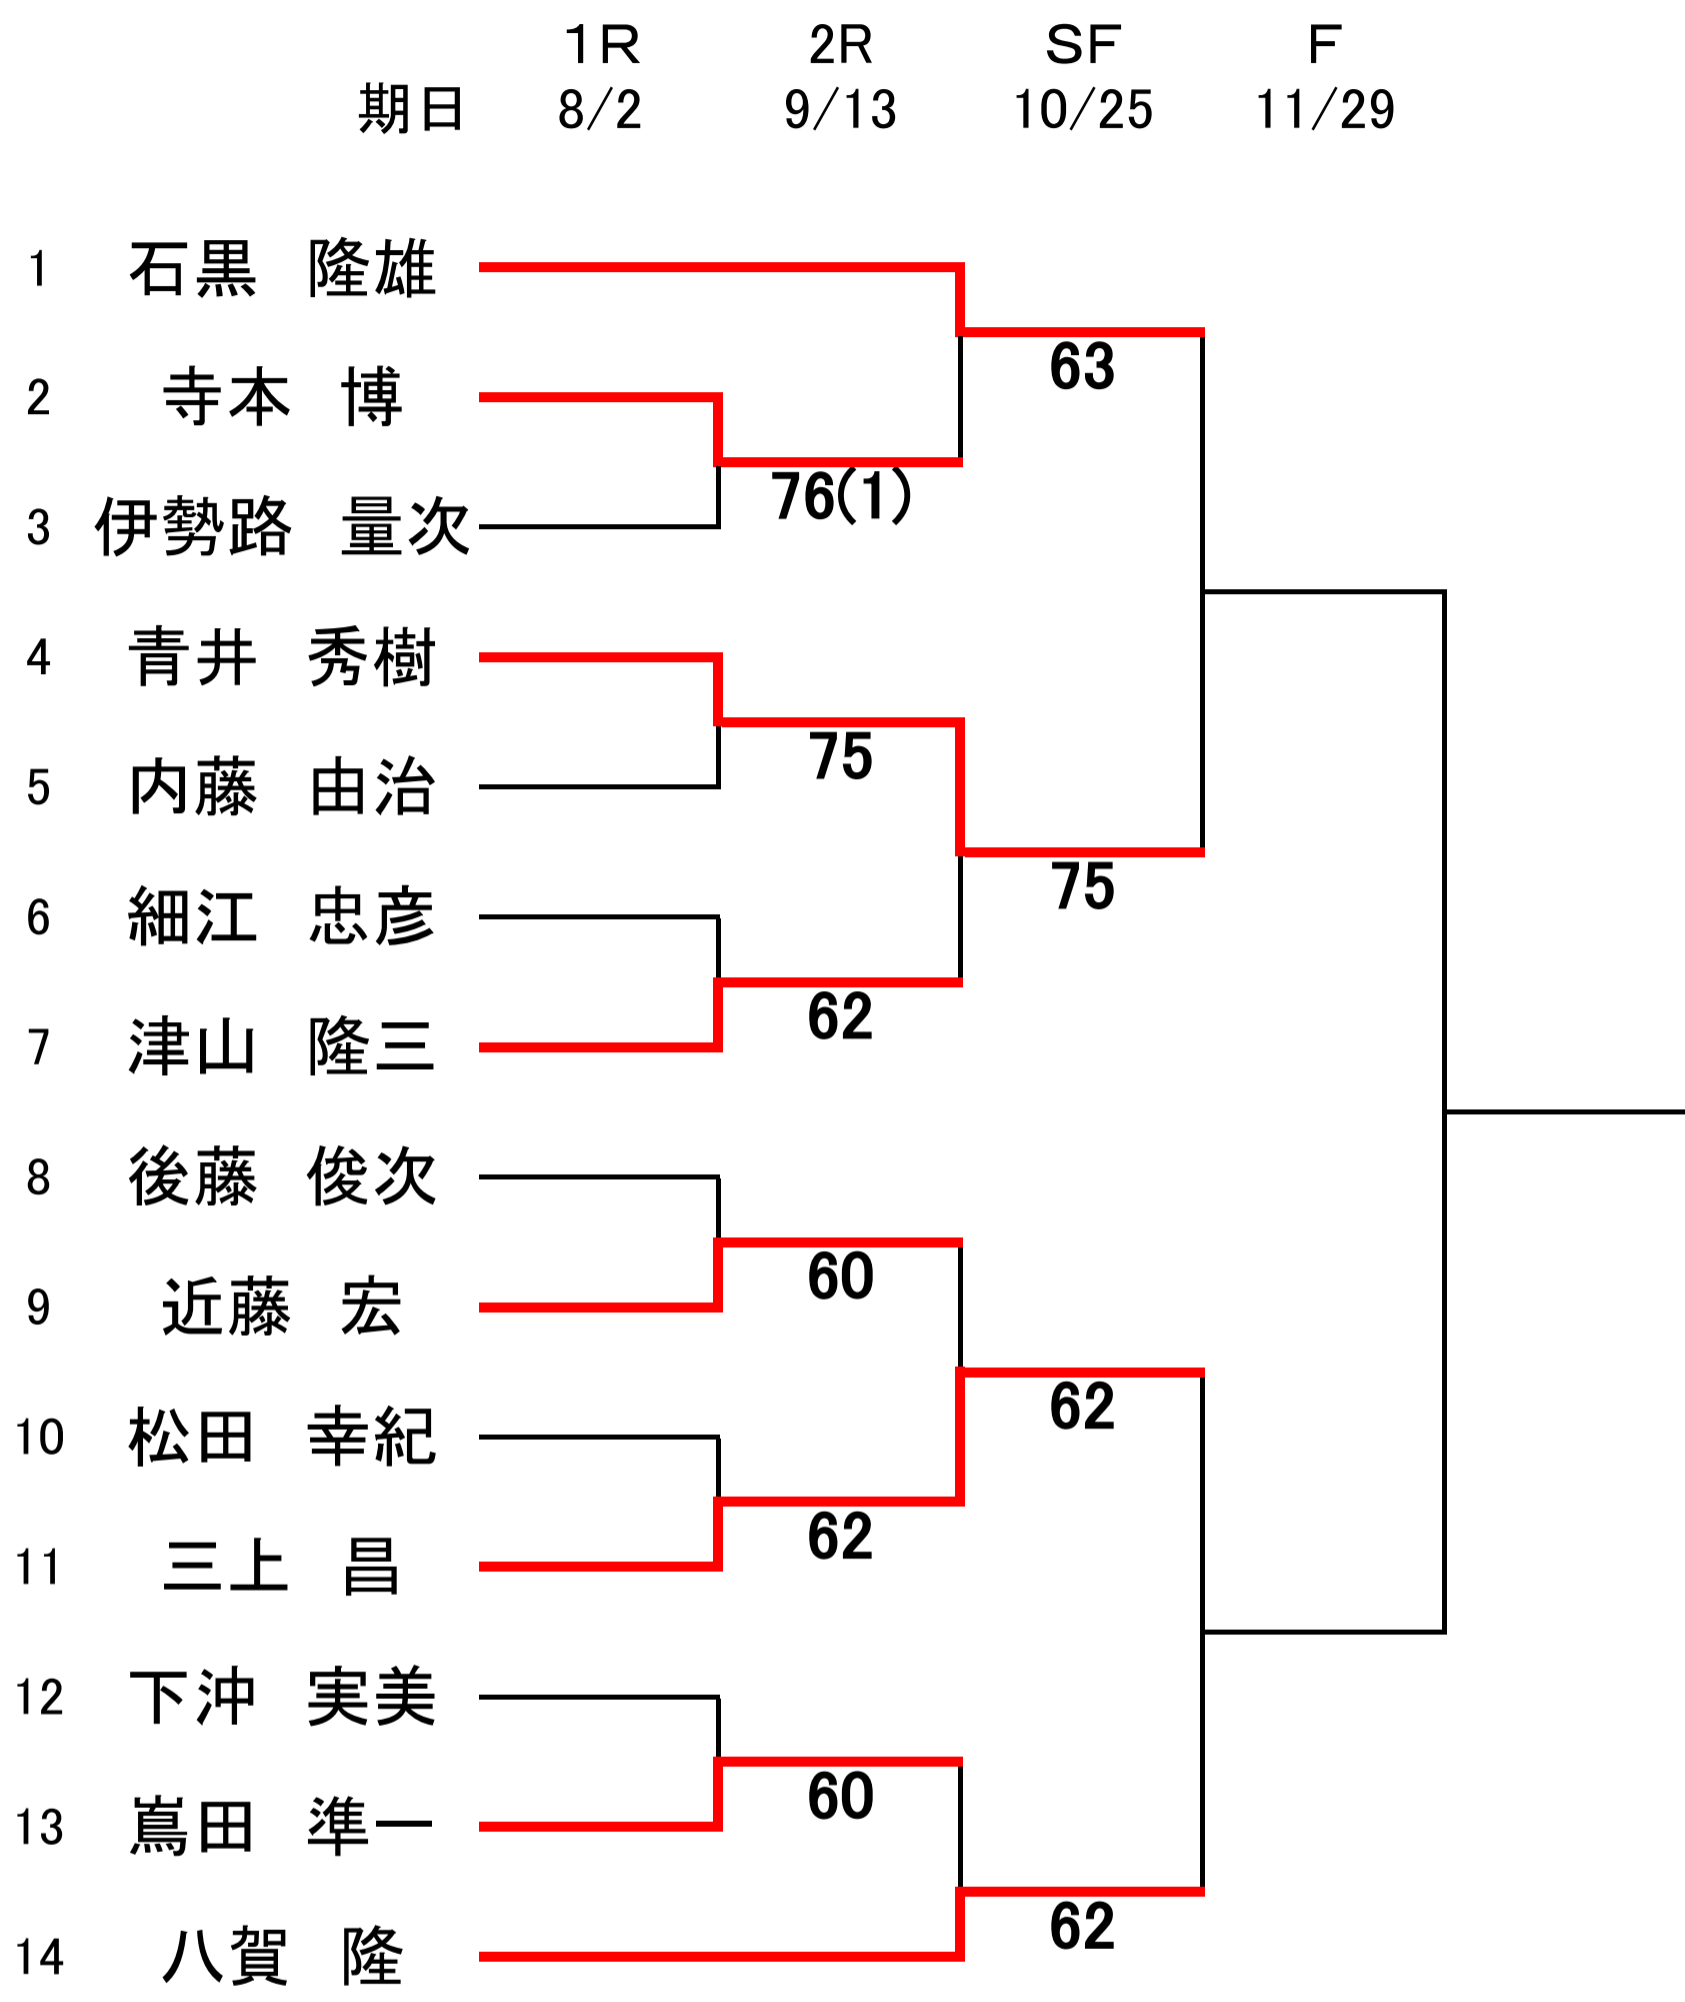 1R 2R SF F
期日 8/2 9/13 10/25 11/29
1 石黒 隆雄
63
2 寺本 博
76(1)
3 伊勢路 量次
4 青井 秀樹
75
5 内藤 由治
75
6 細江 忠彦
62
7 津山 隆三
8 後藤 俊次
60
9 近藤 宏
62
10 松田 幸紀
62
11 三上 昌
12 下沖 実美
60
13 嶌田 準一
62
14 八賀 隆